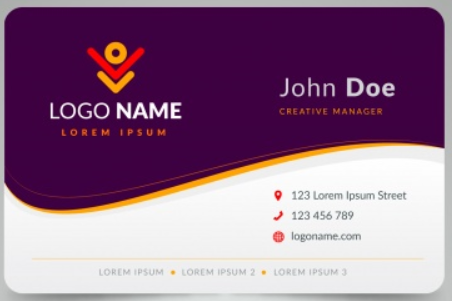 LOGO NAME
LOREM IPSUM
John Doe
CREATIVE MANAGER
123 Lorem Ipsum Street
123 456 789
logoname.com
LOREM IPSUM • LOREM IPSUM 2 • LOREM IPSUM 3